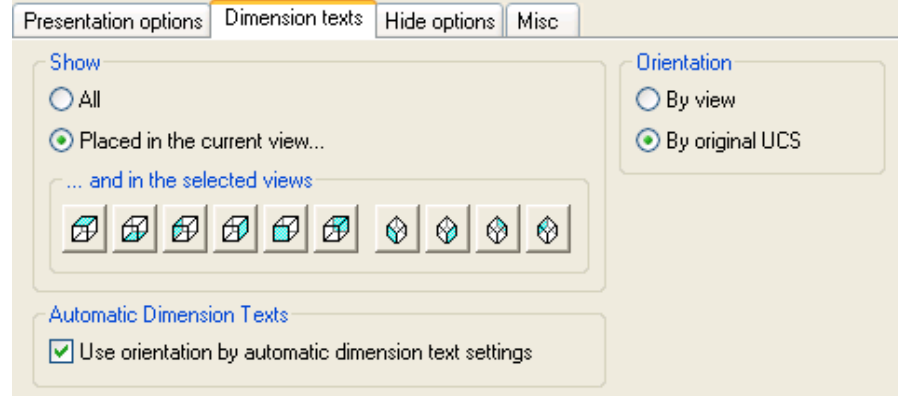 Presentation options Dimension texts Hide options Misc
Show
All
Placed in the current view...
... and in the selected views
Orientation
By view
By original UCS
Automatic Dimension Texts
Use orientation by automatic dimension text settings